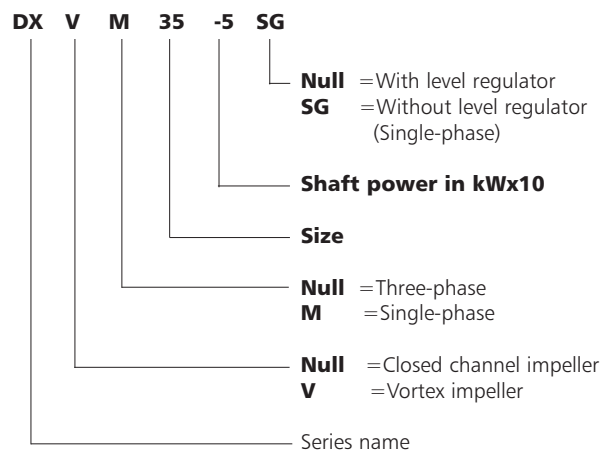 DX V M 35 -5 SG
Null =With level regulator
SG =Without level regulator
(Single-phase)
Shaft power in kWx10
Size
Null =Three-phase
M =Single-phase
Null =Closed channel impeller
V =Vortex impeller
Series name